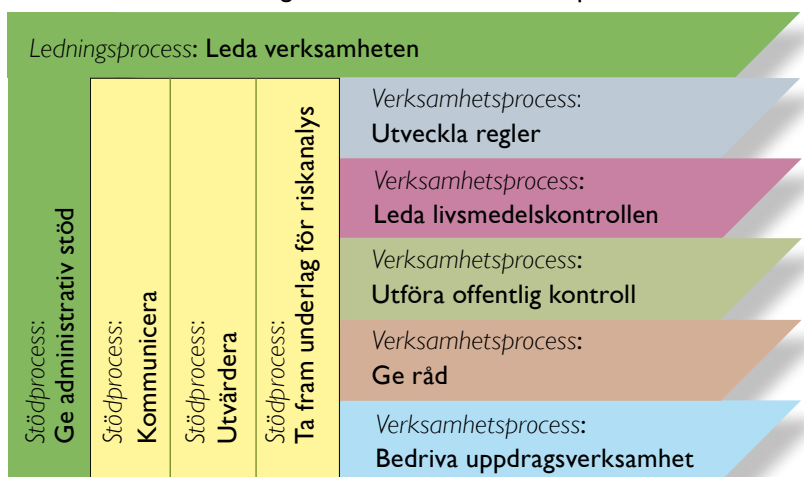 Ledningsprocess: Leda verksamheten
Stödprocess:
Ge administrativ stöd
Stödprocess:
Kommunicera
Stödprocess:
Utvärdera
Stödprocess:
Ta fram underlag för riskanalys
Verksamhetsprocess:
Utveckla regler
Verksamhetsprocess:
Leda livsmedelskontrollen
Verksamhetsprocess:
Utföra offentlig kontroll
Verksamhetsprocess:
Ge råd
Verksamhetsprocess:
Bedriva uppdragsverksamhet